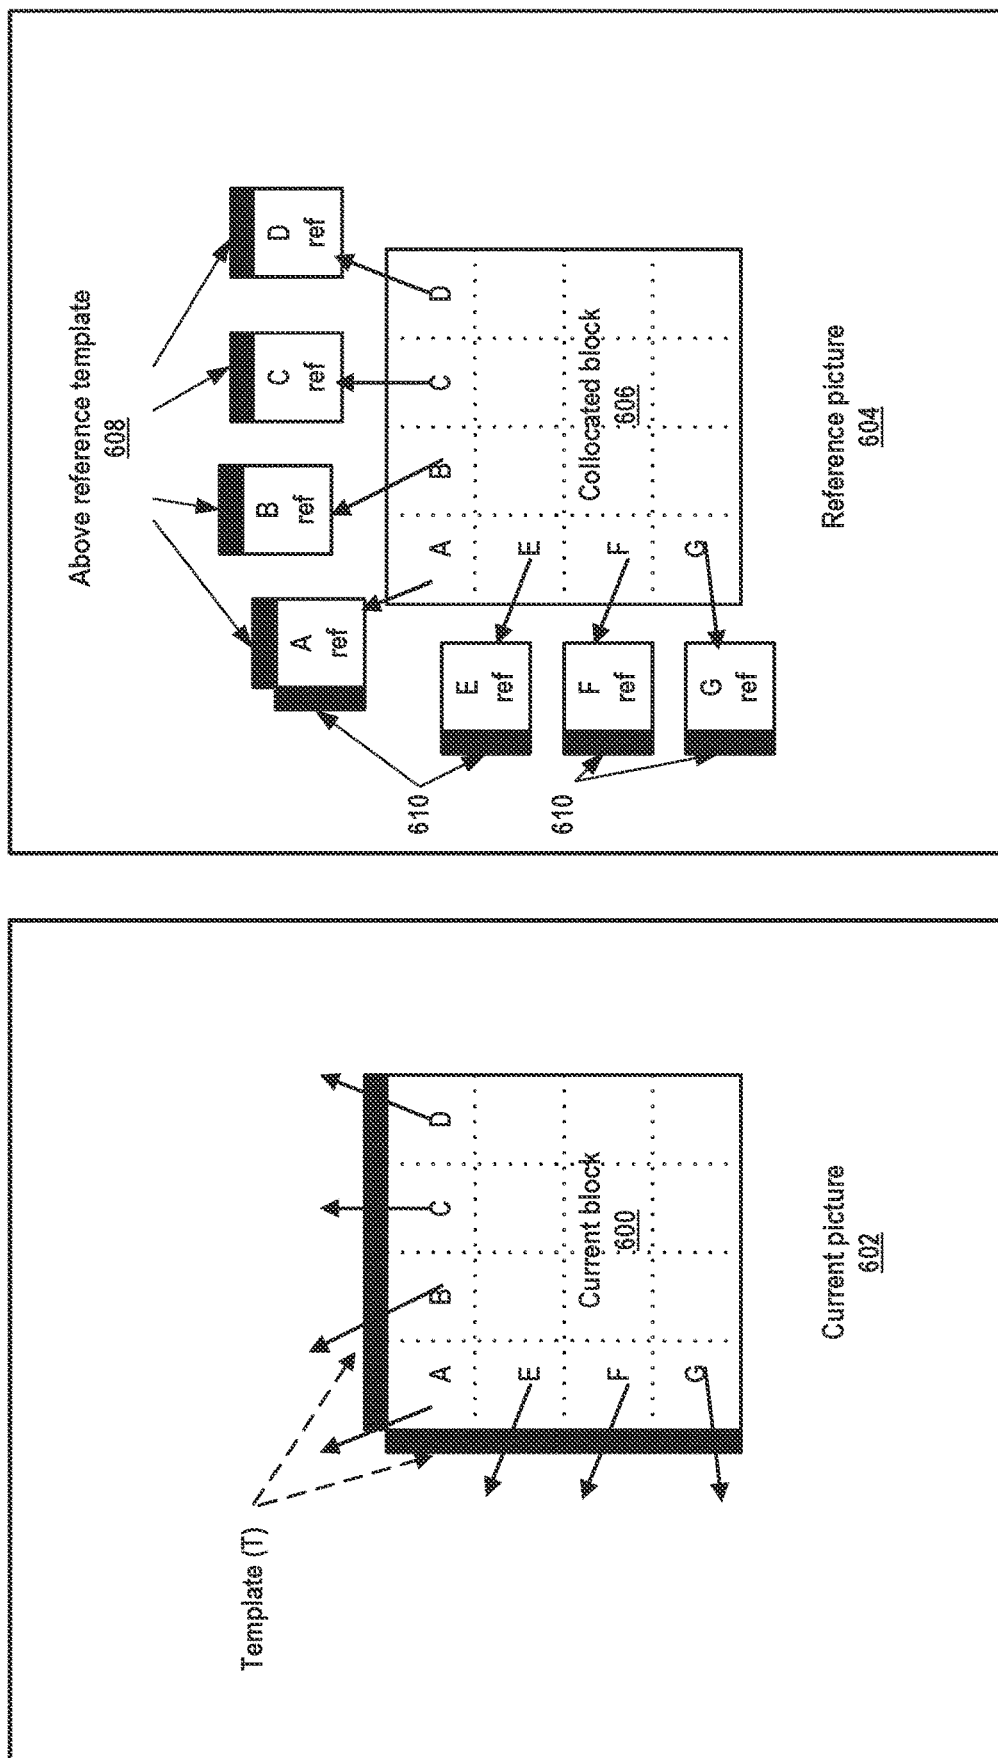 Template (T)
A B C D
E
Current block
600
F
G
Current picture
602
Above reference template
608
A
ref
B
ref
C
ref
D
ref
610
A B C D
E
ref
E
610
F
ref
F
Collocated block
606
G
ref
G
Reference picture
604